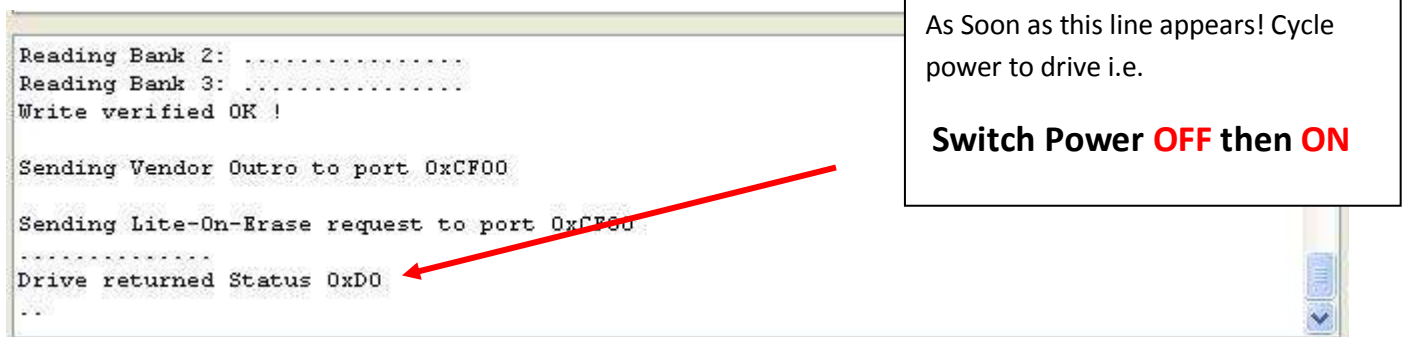 Reading Bank 2: ................
Reading Bank 3: ................
Write verified OK !
Sending Vendor Outro to port 0xCF00
Sending Lite-On-Erase request to port 0xCF00
..............
Drive returned Status 0xD0
..
As Soon as this line appears! Cycle
power to drive i.e.
Switch Power OFF then ON